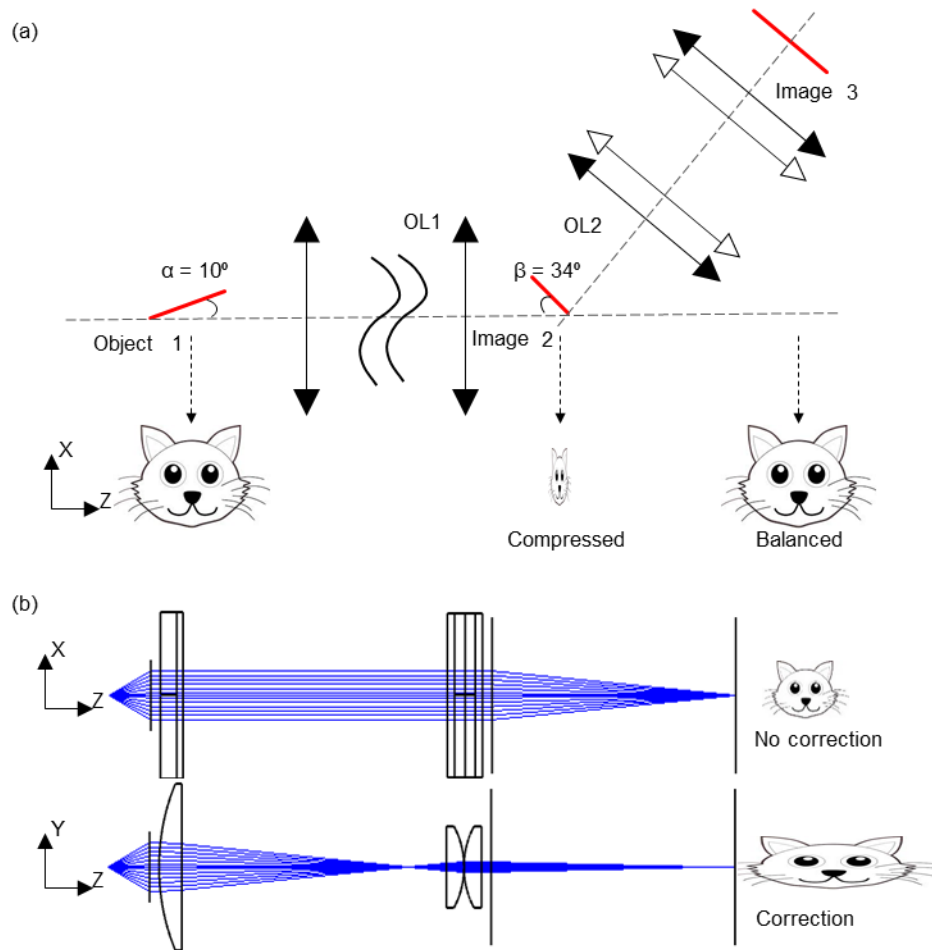 (a)
Image 3
OL1
OL2
α = 10º
β = 34º
Object 1
Image 2
X
Z
Compressed
Balanced
(b)
X
Z
No correction
Y
Z
Correction